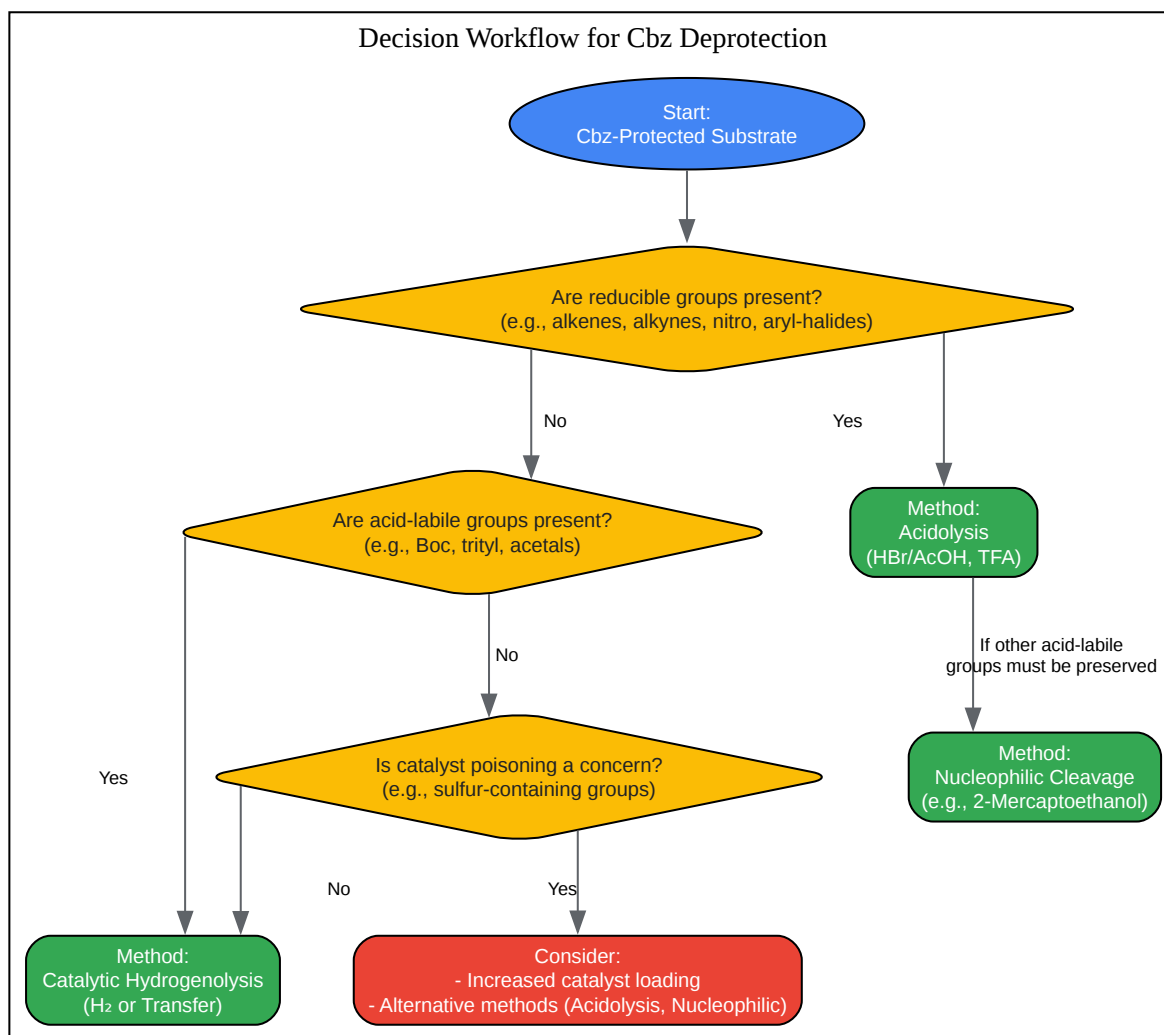 Decision Workflow for Cbz Deprotection
Start:
Cbz-Protected Substrate
Are reducible groups present?
(e.g., alkenes, alkynes, nitro, aryl-halides)
No
Yes
Are acid-labile groups present?
(e.g., Boc, trityl, acetals)
Method:
Acidolysis
(HBr/AcOH, TFA)
No
If other acid-labile
groups must be preserved
Is catalyst poisoning a concern?
(e.g., sulfur-containing groups)
Method:
Nucleophilic Cleavage
(e.g., 2-Mercaptoethanol)
Yes
No
Yes
Method:
Catalytic Hydrogenolysis
(H₂ or Transfer)
Consider:
- Increased catalyst loading
- Alternative methods (Acidolysis, Nucleophilic)